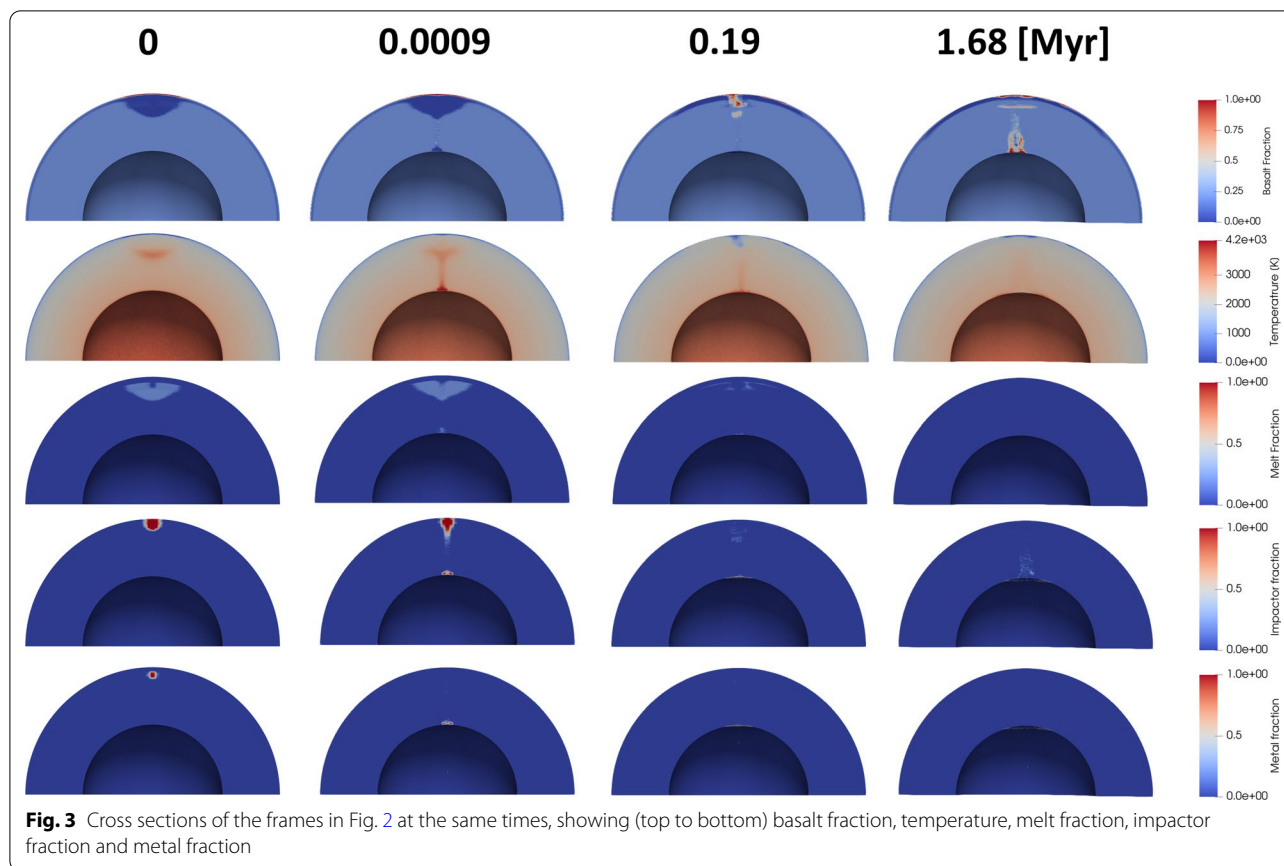 0 0.0009 0.19 1.68 [Myr]
1.0e+00
0.75
0.5
0.25
0.0e+00
Basalt Fraction
4.2e+03
3000
2000
1000
0.0e+00
Temperatrure (K)
1.0e+00
0.5
0.0e+00
Melt Fraction
1.0e+00
0.5
0.0e+00
Impactor fraction
1.0e+00
0.5
0.0e+00
Metal fraction
Fig. 3 Cross sections of the frames in Fig. 2 at the same times, showing (top to bottom) basalt fraction, temperature, melt fraction, impactor
fraction and metal fraction